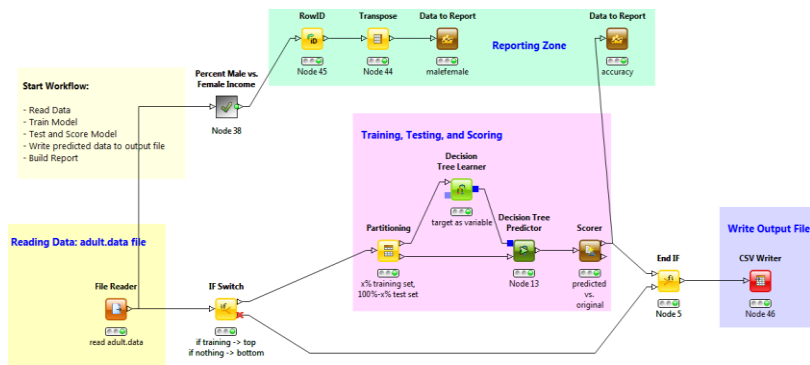 RowID
Transpose
Data to Report
Data to Report
Reporting Zone
ID
Node 45
Node 44
malefemale
accuracy
Percent Male vs.
Female Income
Node 38
Start Workflow:
- Read Data
- Train Model
- Test and Score Model
- Write predicted data to output file
- Build Report
Training, Testing, and Scoring
Decision
Tree Learner
target as variable
Partitioning
x% training set,
100%-x% test set
Decision Tree
Predictor
Node 13
Scorer
predicted
vs.
original
Reading Data: adult.data file
File Reader
read adult.data
IF Switch
if training -> top
if nothing -> bottom
End IF
Node 5
Write Output File
CSV Writer
Node 46